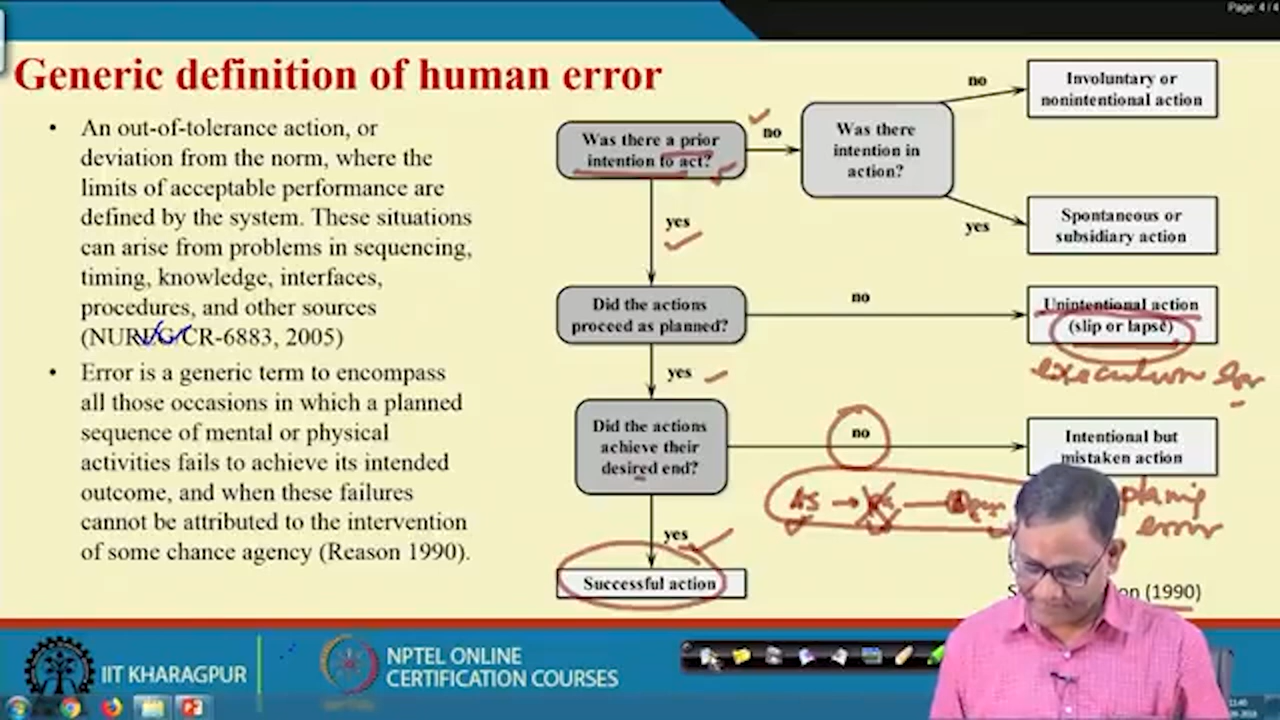 Page: 4 / 4
Generic definition of human error
• An out-of-tolerance action, or
deviation from the norm, where the
limits of acceptable performance are
defined by the system. These situations
can arise from problems in sequencing,
timing, knowledge, interfaces,
procedures, and other sources
(NUREG/CR-6883, 2005)
• Error is a generic term to encompass
all those occasions in which a planned
sequence of mental or physical
activities fails to achieve its intended
outcome, and when these failures
cannot be attributed to the intervention
of some chance agency (Reason 1990).
Was there a prior
intention to act?
no
Was there
intention in
action?
no
Involuntary or
nonintentional action
yes
Spontaneous or
subsidiary action
yes
Did the actions
proceed as planned?
no
Unintentional action
(slip or lapse)
execution
yes
Did the actions
achieve their
desired end?
no
Intentional but
mistaken action
AS
error
yes
Successful action
(1990)
IIT KHARAGPUR
NPTEL ONLINE
CERTIFICATION COURSES